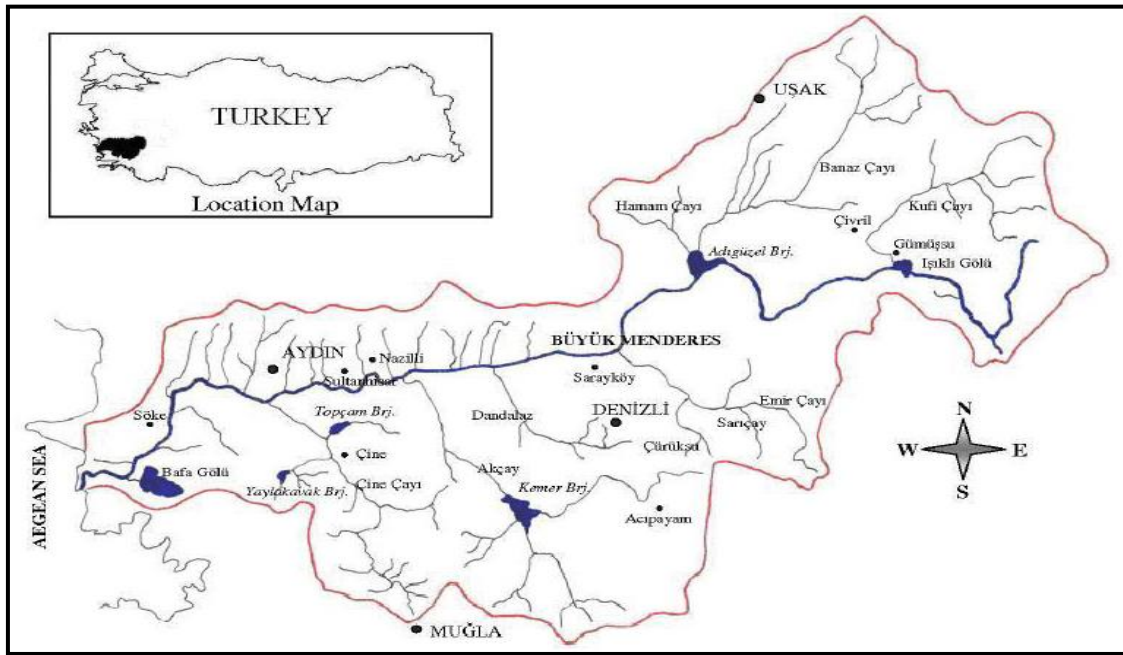 TURKEY
Location Map
UŞAK
Banaz Çayı
Hamam Çayı
Çivril
Kufi Çayı
Gümüşsu
Adıgüzel Brj.
Işıklı Gölü
BÜYÜK MENDERES
AYDIN
Nazilli
Sultanhisar
Sarayköy
Topçam Brj.
Söke
Dandalaz
DENİZLİ
Emir Çayı
Sarıçay
Çürüksu
Çine
Akçay
Bafa Gölü
Yaylakavak Brj.
Çine Çayı
Kemer Brj.
Acıpayam
AEGEAN SEA
MUĞLA
N
W E
S